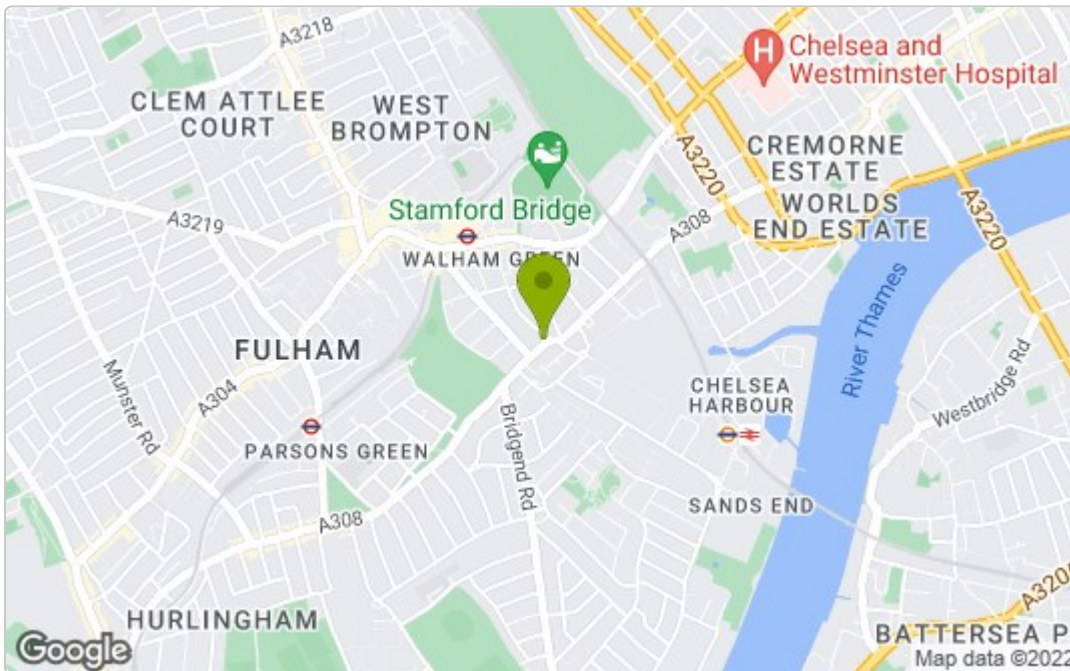 A3218
H
Chelsea and
Westminster Hospital
CLEM ATTLEE
COURT
WEST
BROMPTON
A3220
CREMORNE
ESTATE
WORLDS
END ESTATE
A3219
Stamford Bridge
A308
A3220
WALHAM GREEN
River Thames
FULHAM
Munster Rd
A304
CHELSEA
HARBOUR
Westbridge Rd
PARSONS GREEN
Bridgend Rd
SANDS END
A308
A320
HURLINGHAM
BATTERSEA P
Google
Map data ©2022